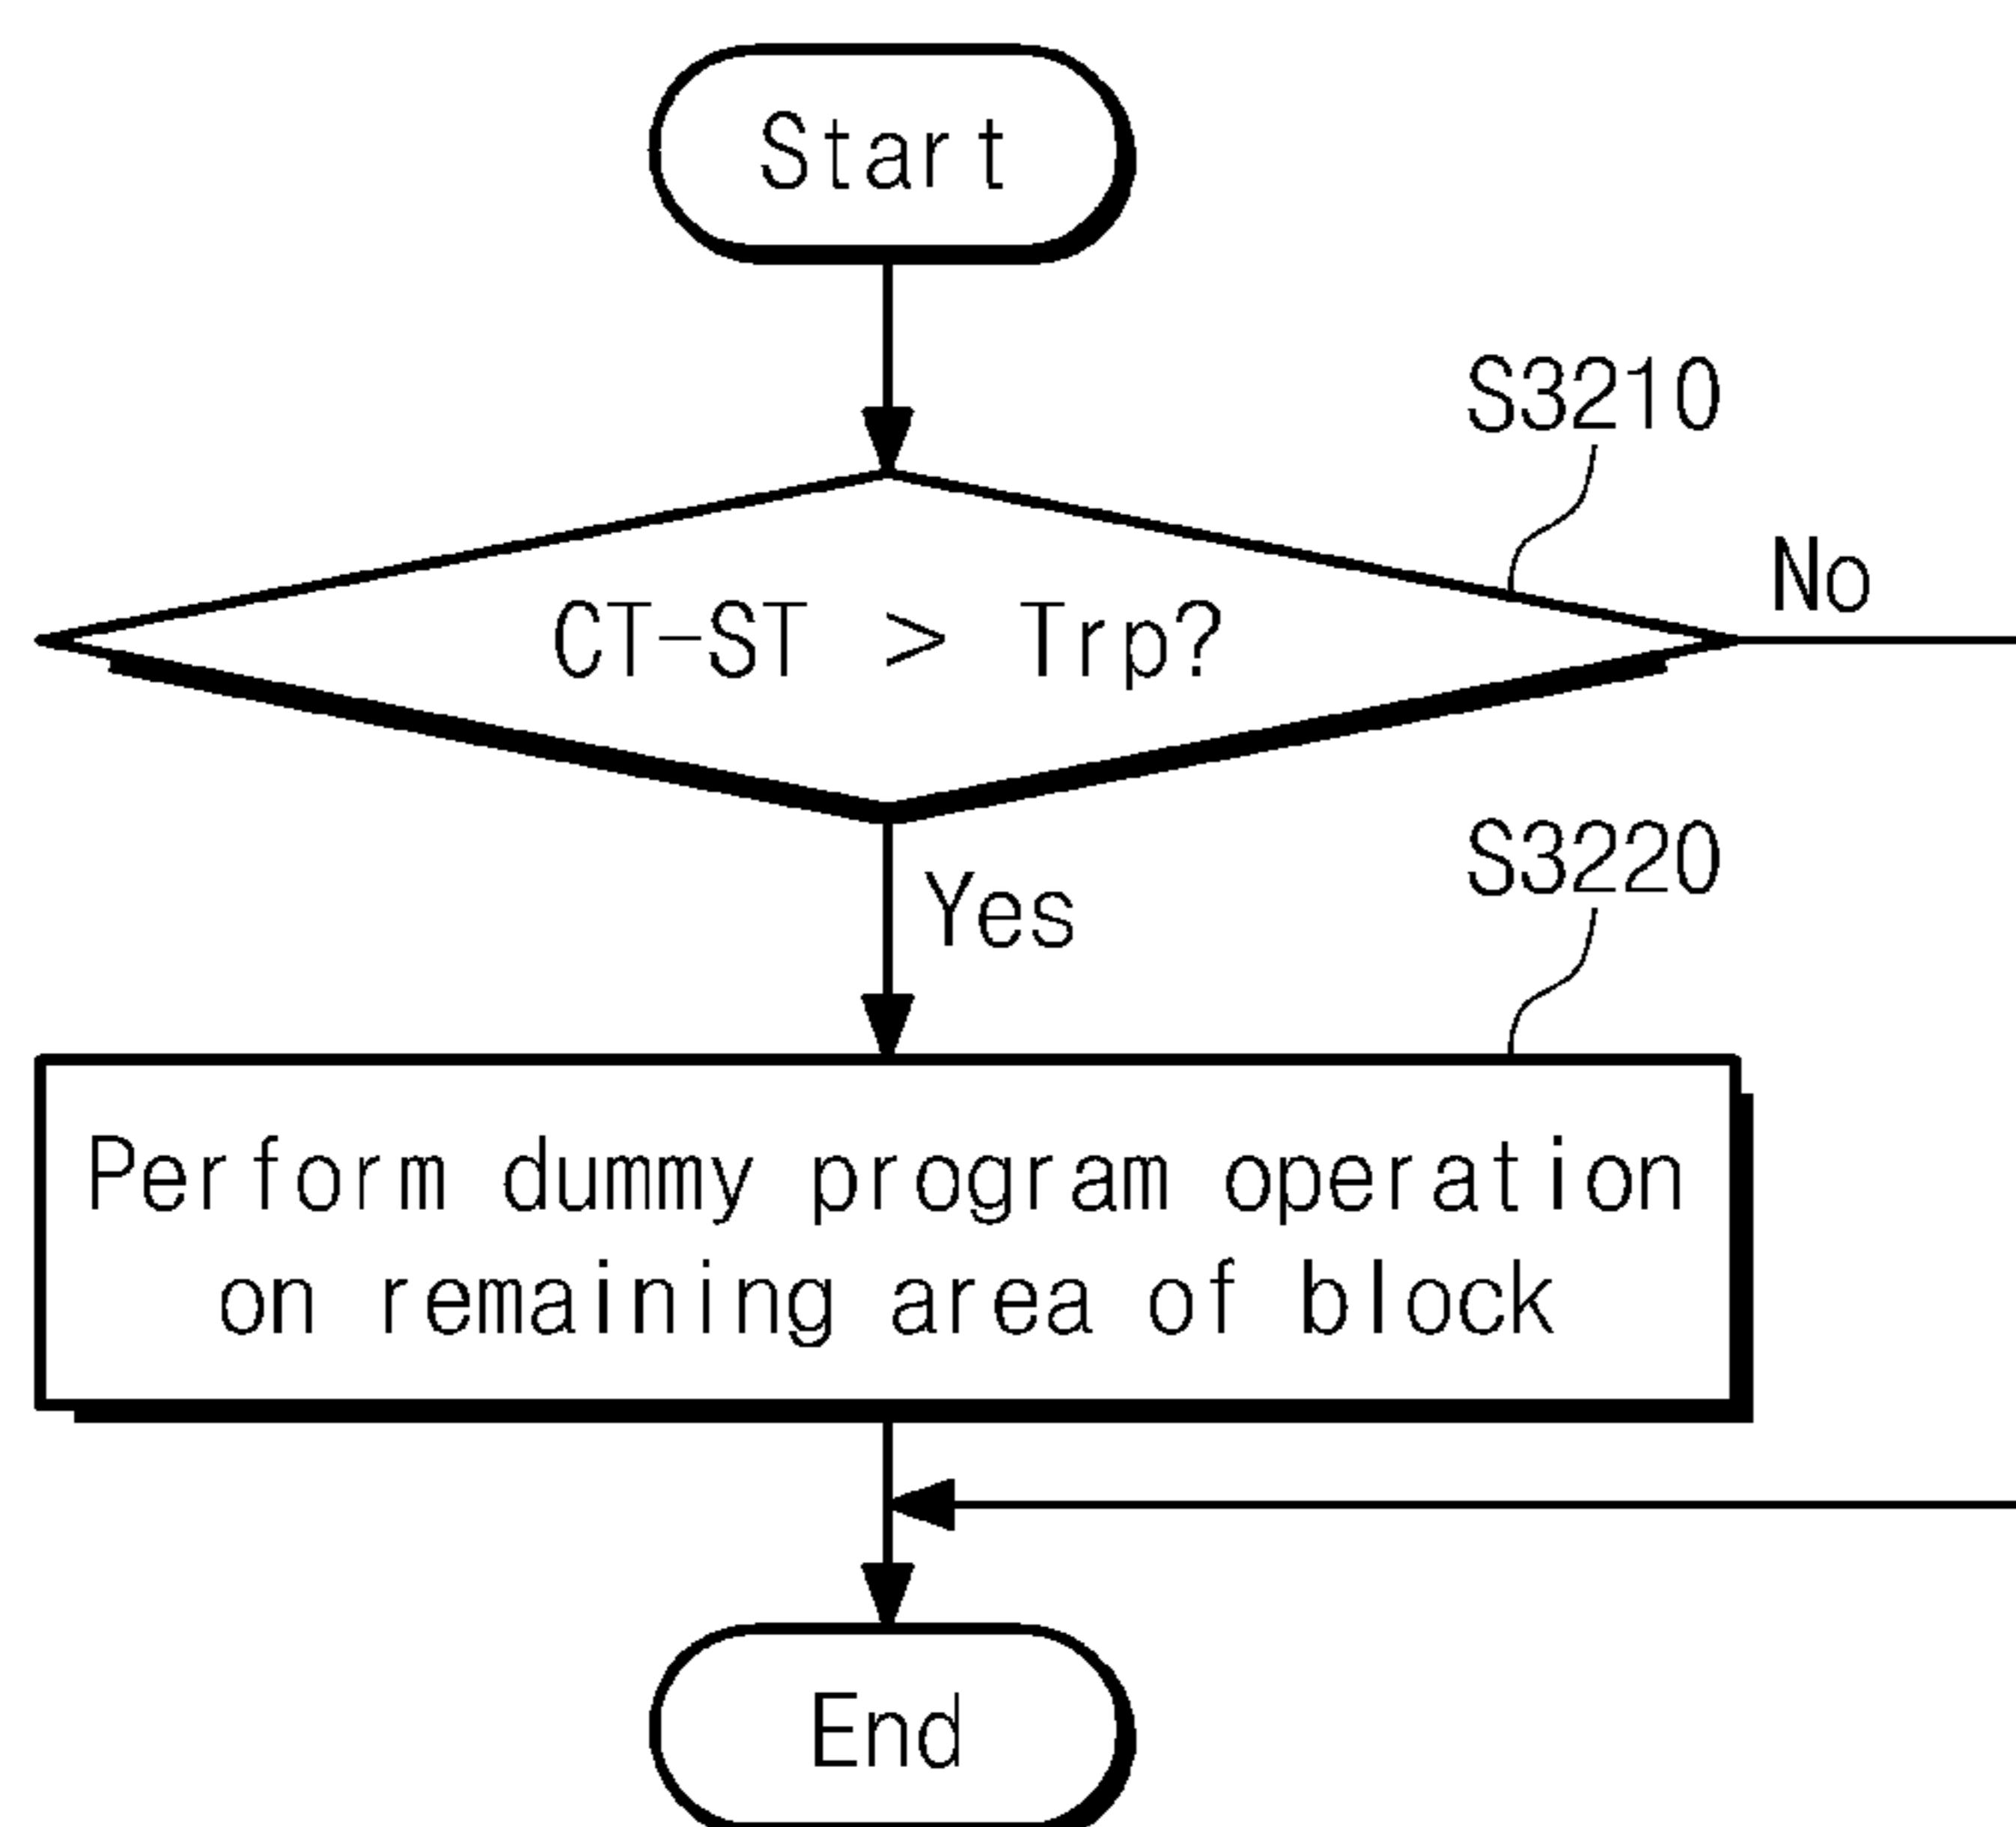 Start
S3210
CT-ST > Trp?
No
Yes
S3220
Perform dummy program operation
on remaining area of block
End